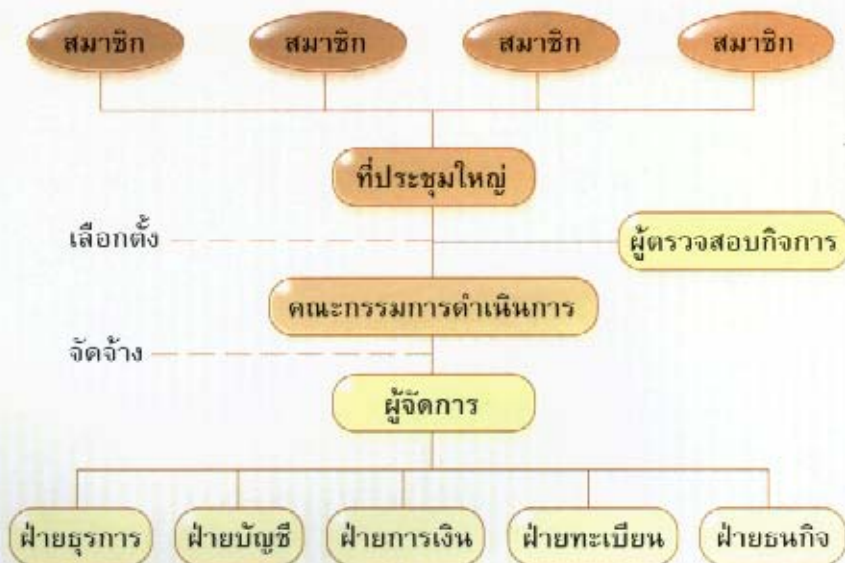 สมาชิก สมาชิก สมาชิก สมาชิก
ที่ประชุมใหญ่
เลือกตั้ง
ผู้ตรวจสอบกิจการ
คณะกรรมการดำเนินการ
จัดจ้าง
ผู้จัดการ
ฝ่ายธุรการ ฝ่ายบัญชี ฝ่ายการเงิน ฝ่ายทะเบียน ฝ่ายธนกิจ